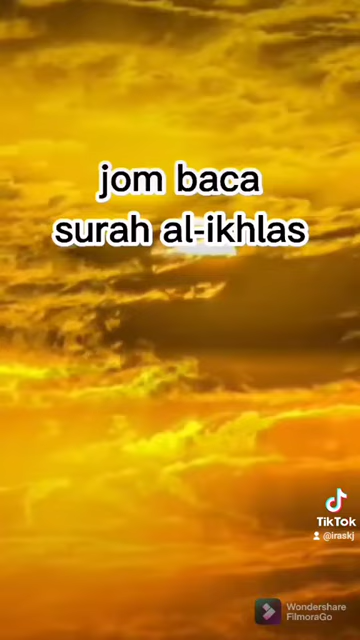 jom baca
surah al-ikhlas
TikTok
@iraskj
Wondershare
FilmoraGo